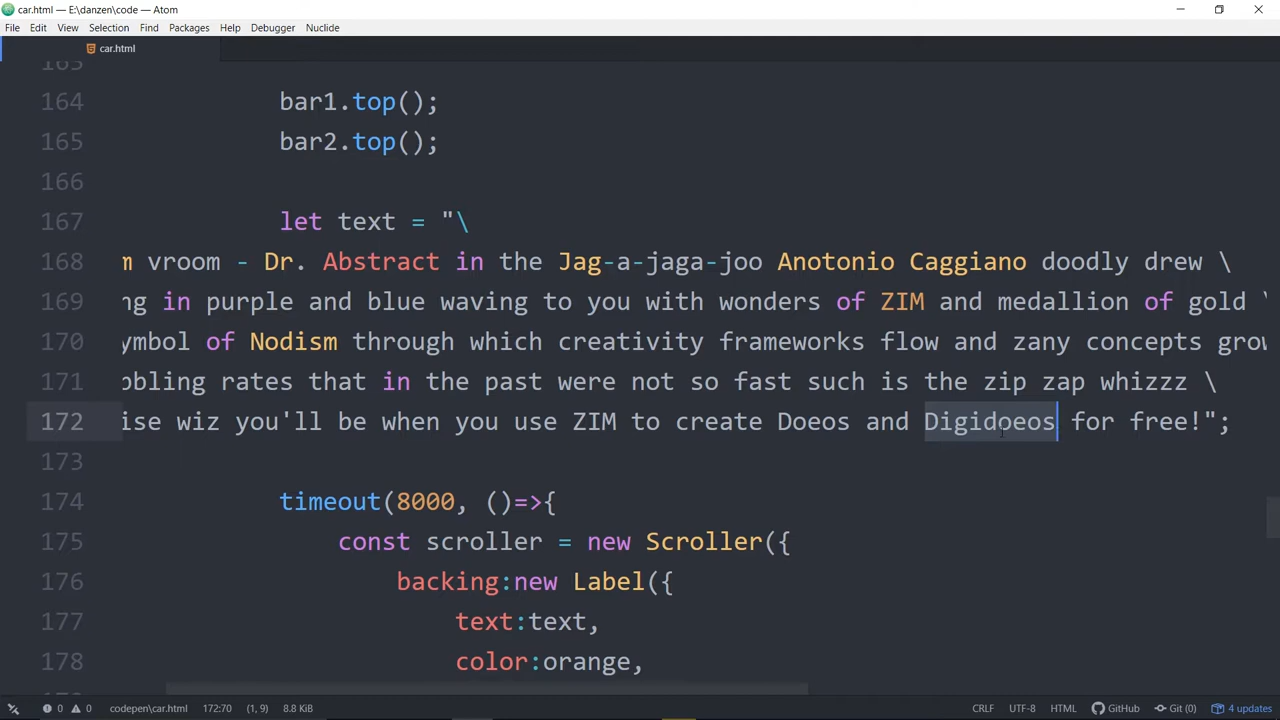 car.html — E:\danzen\code — Atom
File Edit View Selection Find Packages Help Debugger Nuclide
car.html
163
164 bar1.top();
165 bar2.top();
166
167 let text = "\
168 m vroom - Dr. Abstract in the Jag-a-jaga-joo Anotonio Caggiano doodly drew \
169 ng in purple and blue waving to you with wonders of ZIM and medallion of gold \
170 ymbol of Nodism through which creativity frameworks flow and zany concepts grow
171 bbling rates that in the past were not so fast such is the zip zap whizzz \
172 ise wiz you'll be when you use ZIM to create Doeos and Digidoeos for free!";
173
174 timeout(8000, ()=>{
175 const scroller = new Scroller({
176 backing:new Label({
177 text:text,
178 color:orange,
0 0 codepen\car.html 172:70 (1, 9) 8.8 KiB CRLF UTF-8 HTML GitHub Git (0) 4 updates